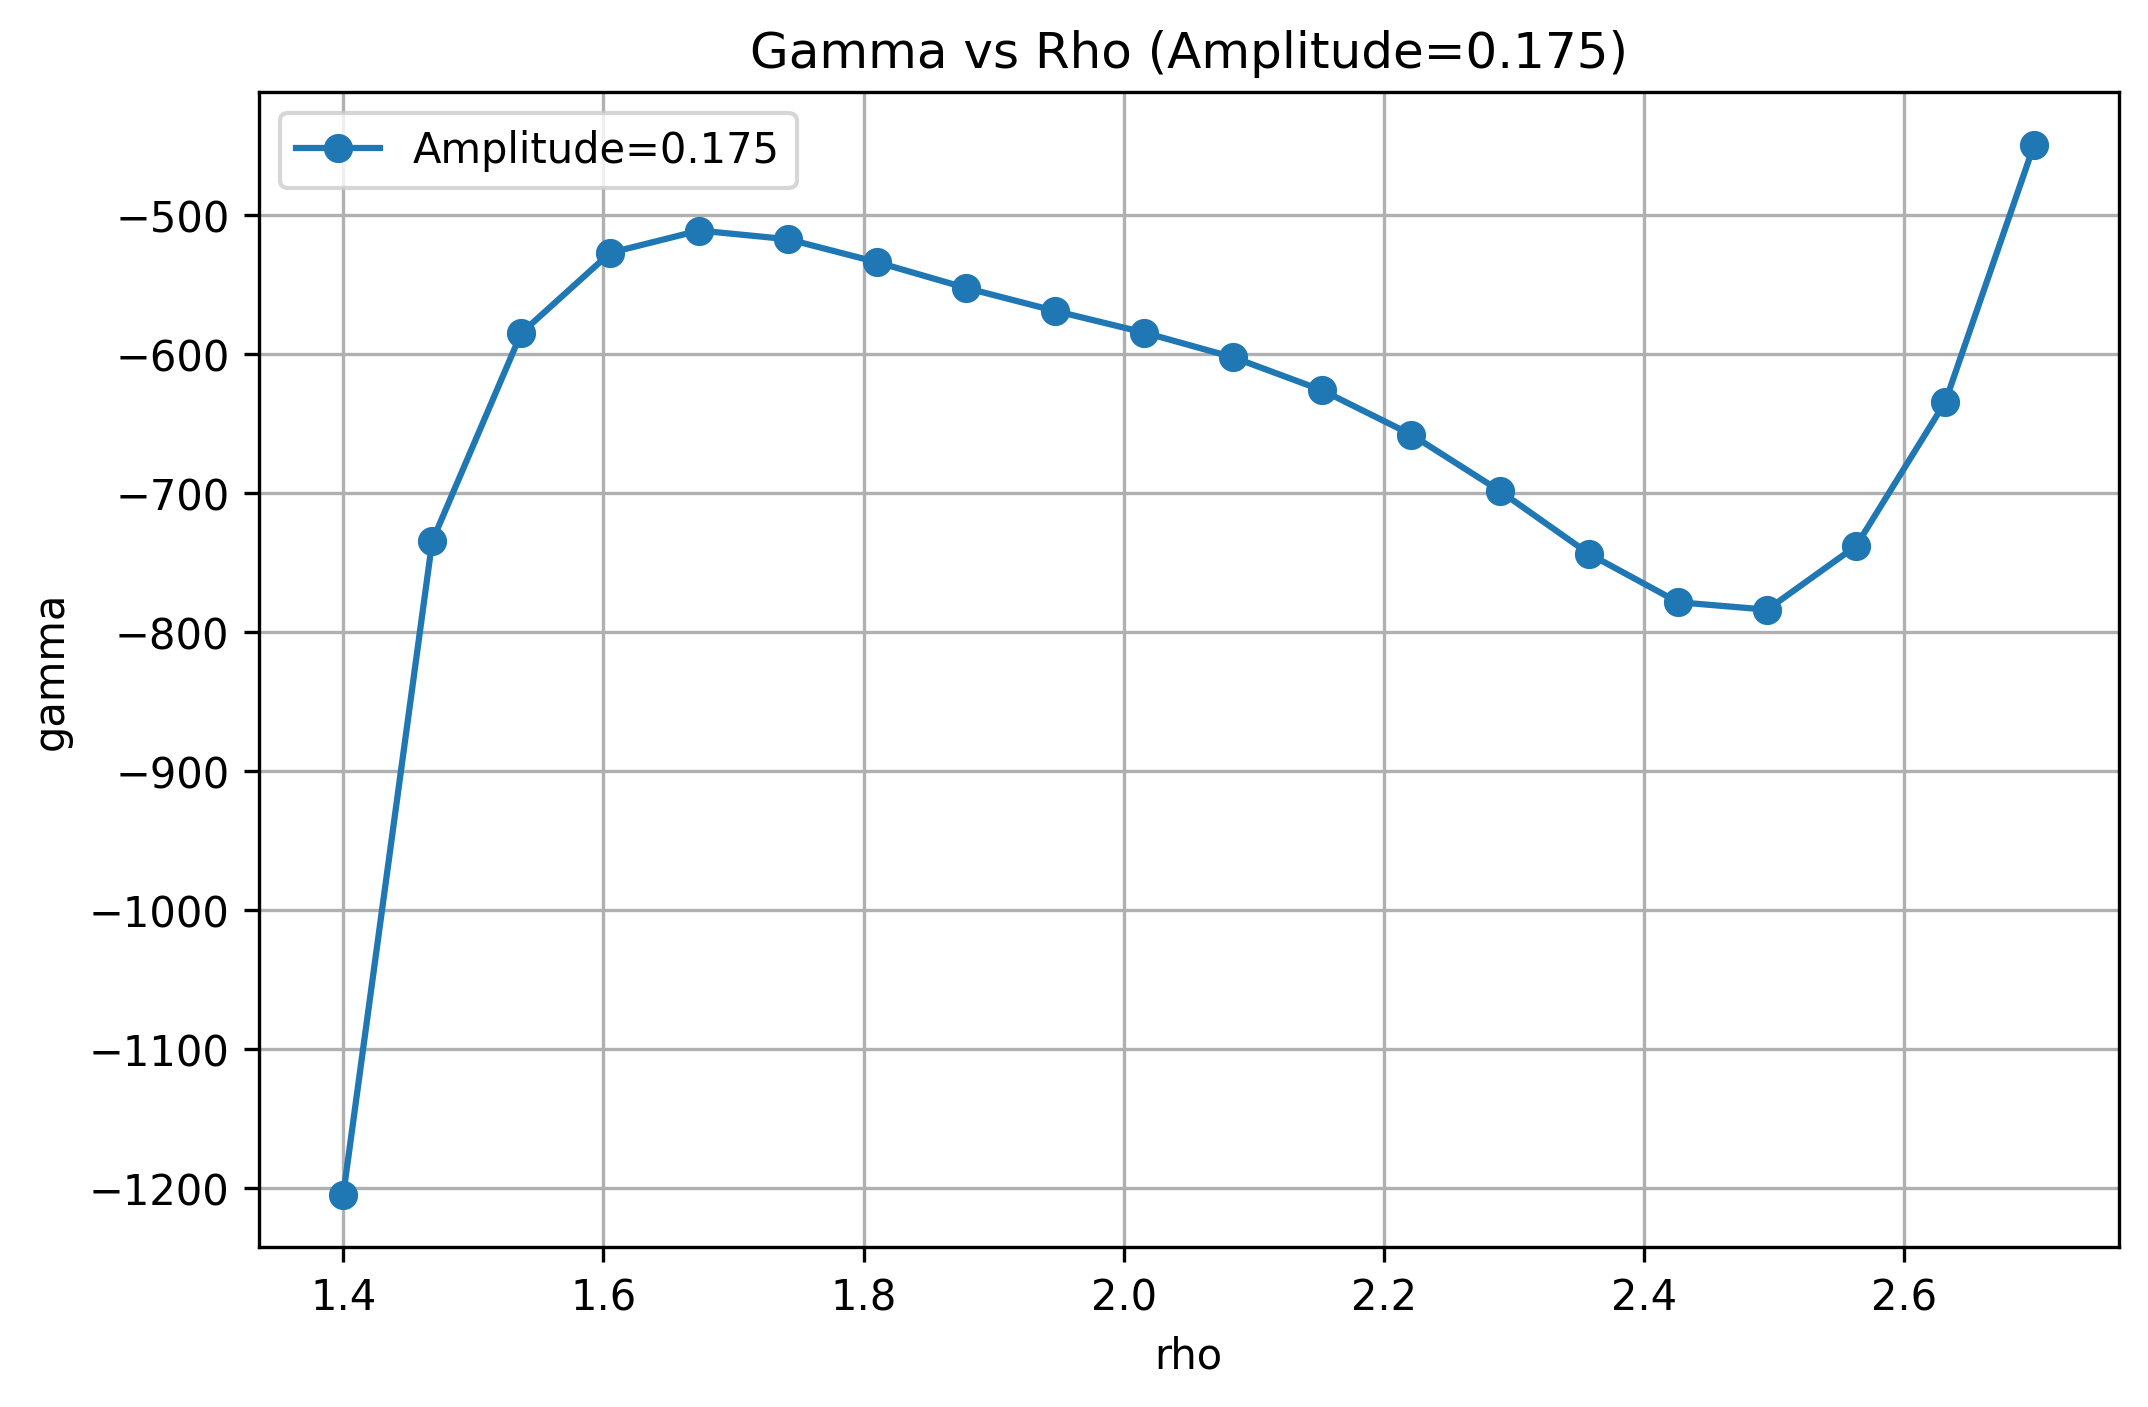 Gamma vs Rho (Amplitude=0.175)
Amplitude=0.175
−500
−600
−700
−800
−900
−1000
−1100
−1200
gamma
1.4 1.6 1.8 2.0 2.2 2.4 2.6
rho